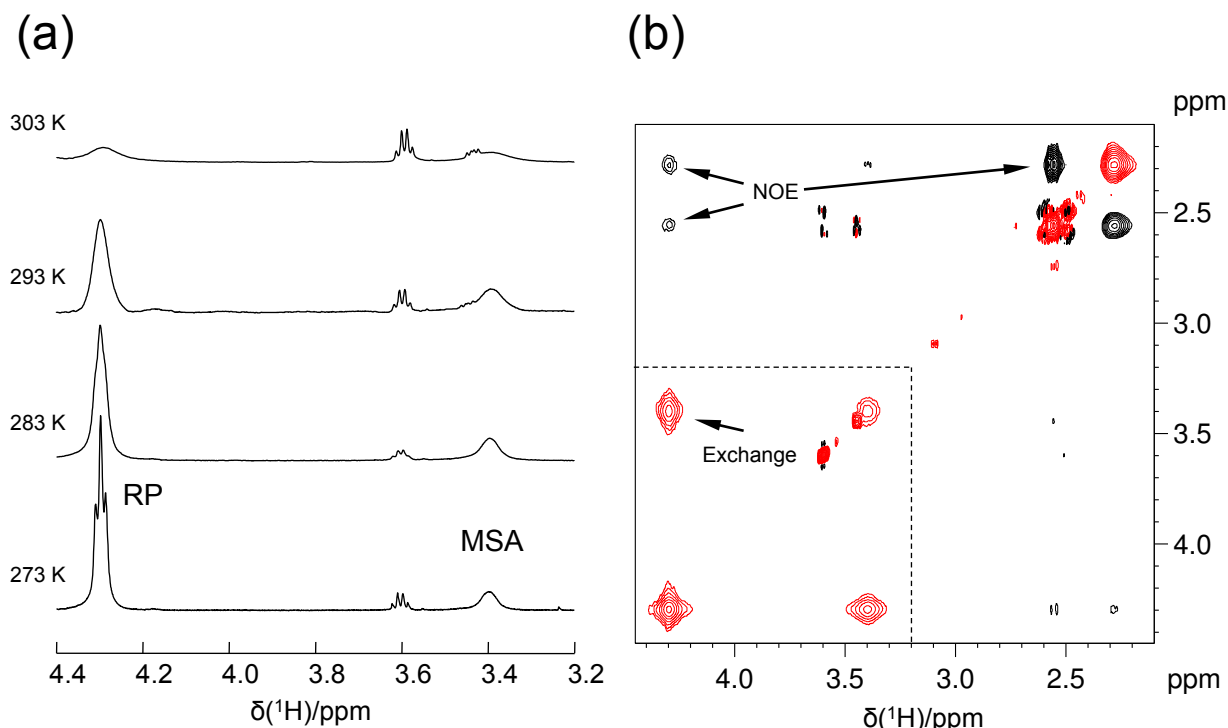 (a)
303 K
293 K
283 K
273 K
RP
MSA
4.4 4.2 4.0 3.8 3.6 3.4 3.2
δ(¹H)/ppm
(b)
ppm
NOE
2.5
3.0
Exchange
3.5
4.0
4.0 3.5 3.0 2.5 ppm
δ(¹H)/ppm